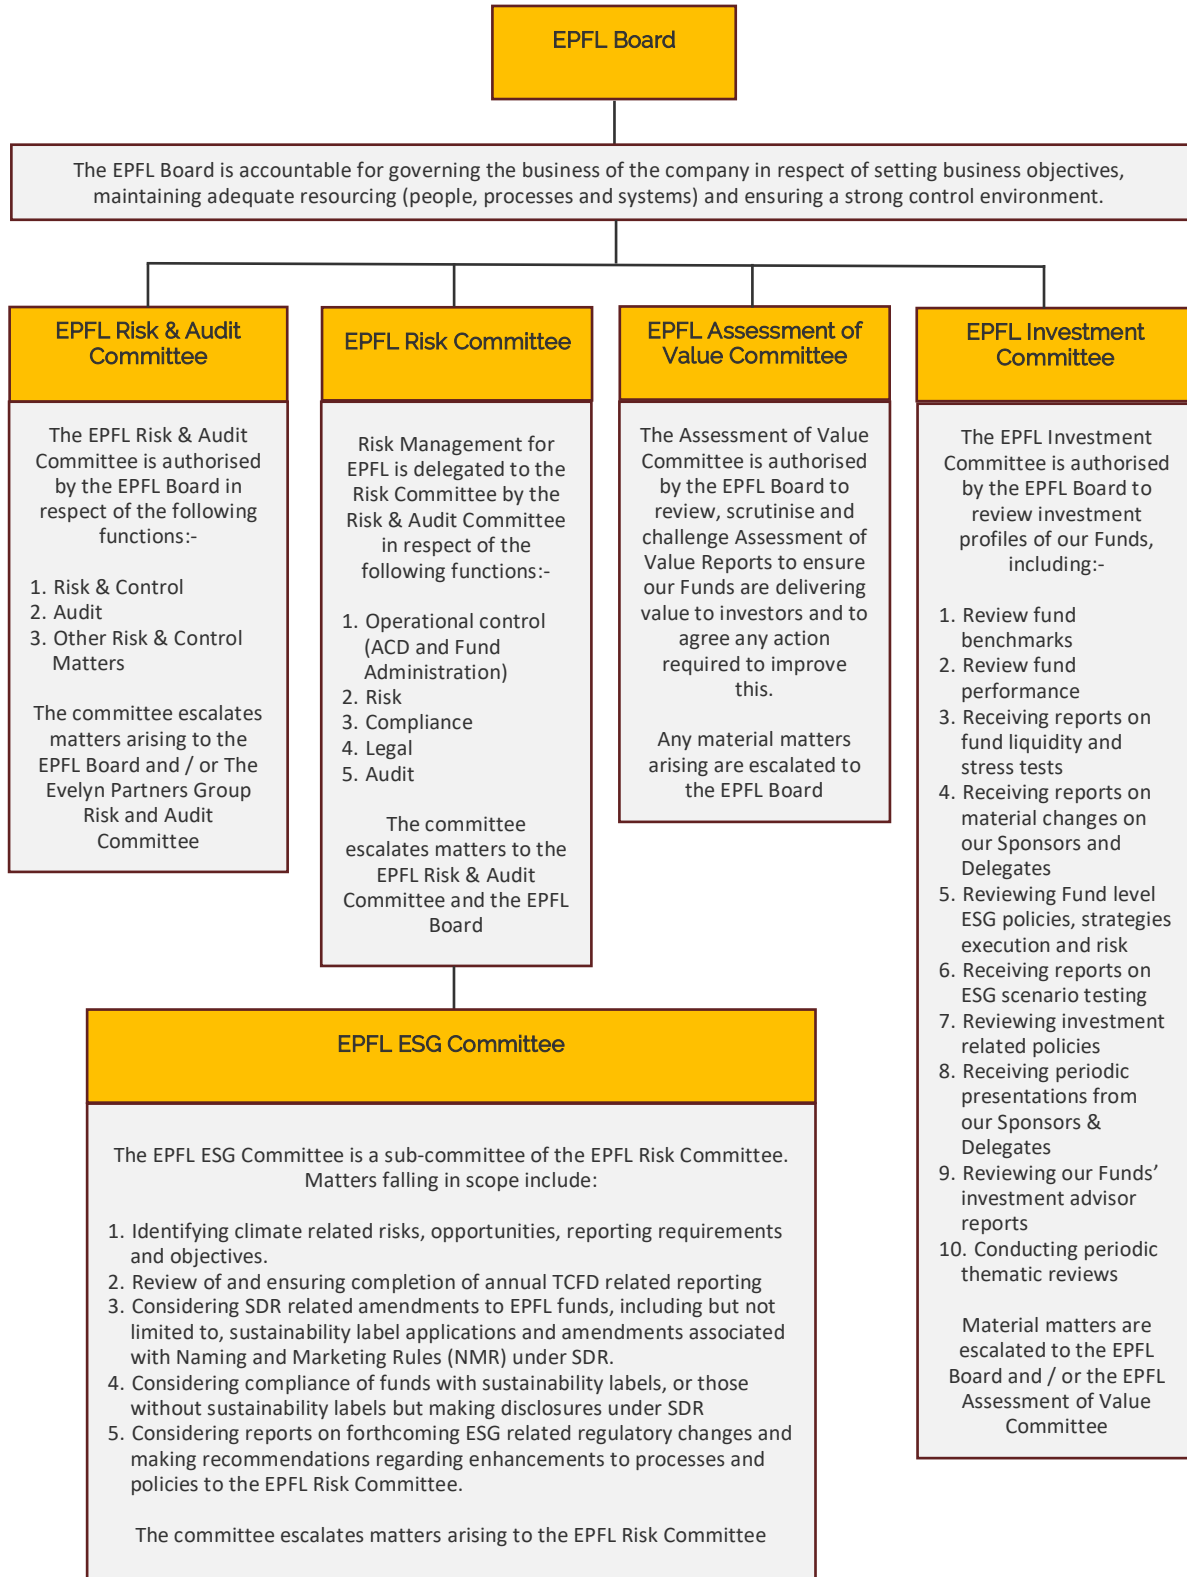 EPFL Board
The EPFL Board is accountable for governing the business of the company in respect of setting business objectives,
maintaining adequate resourcing (people, processes and systems) and ensuring a strong control environment.
EPFL Risk & Audit
Committee
The EPFL Risk & Audit
Committee is authorised
by the EPFL Board in
respect of the following
functions:-
1. Risk & Control
2. Audit
3. Other Risk & Control
Matters
The committee escalates
matters arising to the
EPFL Board and / or The
Evelyn Partners Group
Risk and Audit
Committee
EPFL Risk Committee
Risk Management for
EPFL is delegated to the
Risk Committee by the
Risk & Audit Committee
in respect of the
following functions:-
1. Operational control
(ACD and Fund
Administration)
2. Risk
3. Compliance
4. Legal
5. Audit
The committee
escalates matters to the
EPFL Risk & Audit
Committee and the EPFL
Board
EPFL Assessment of
Value Committee
The Assessment of Value
Committee is authorised
by the EPFL Board to
review, scrutinise and
challenge Assessment of
Value Reports to ensure
our Funds are delivering
value to investors and to
agree any action
required to improve
this.
Any material matters
arising are escalated to
the EPFL Board
EPFL Investment
Committee
The EPFL Investment
Committee is authorised
by the EPFL Board to
review investment
profiles of our Funds,
including:-
1. Review fund
benchmarks
2. Review fund
performance
3. Receiving reports on
fund liquidity and
stress tests
4. Receiving reports on
material changes on
our Sponsors and
Delegates
5. Reviewing Fund level
ESG policies, strategies
execution and risk
6. Receiving reports on
ESG scenario testing
7. Reviewing investment
related policies
8. Receiving periodic
presentations from
our Sponsors &
Delegates
9. Reviewing our Funds'
investment advisor
reports
10. Conducting periodic
thematic reviews
Material matters are
escalated to the EPFL
Board and / or the EPFL
Assessment of Value
Committee
EPFL ESG Committee
The EPFL ESG Committee is a sub-committee of the EPFL Risk Committee.
Matters falling in scope include:
1. Identifying climate related risks, opportunities, reporting requirements
and objectives.
2. Review of and ensuring completion of annual TCFD related reporting
3. Considering SDR related amendments to EPFL funds, including but not
limited to, sustainability label applications and amendments associated
with Naming and Marketing Rules (NMR) under SDR.
4. Considering compliance of funds with sustainability labels, or those
without sustainability labels but making disclosures under SDR
5. Considering reports on forthcoming ESG related regulatory changes and
making recommendations regarding enhancements to processes and
policies to the EPFL Risk Committee.
The committee escalates matters arising to the EPFL Risk Committee